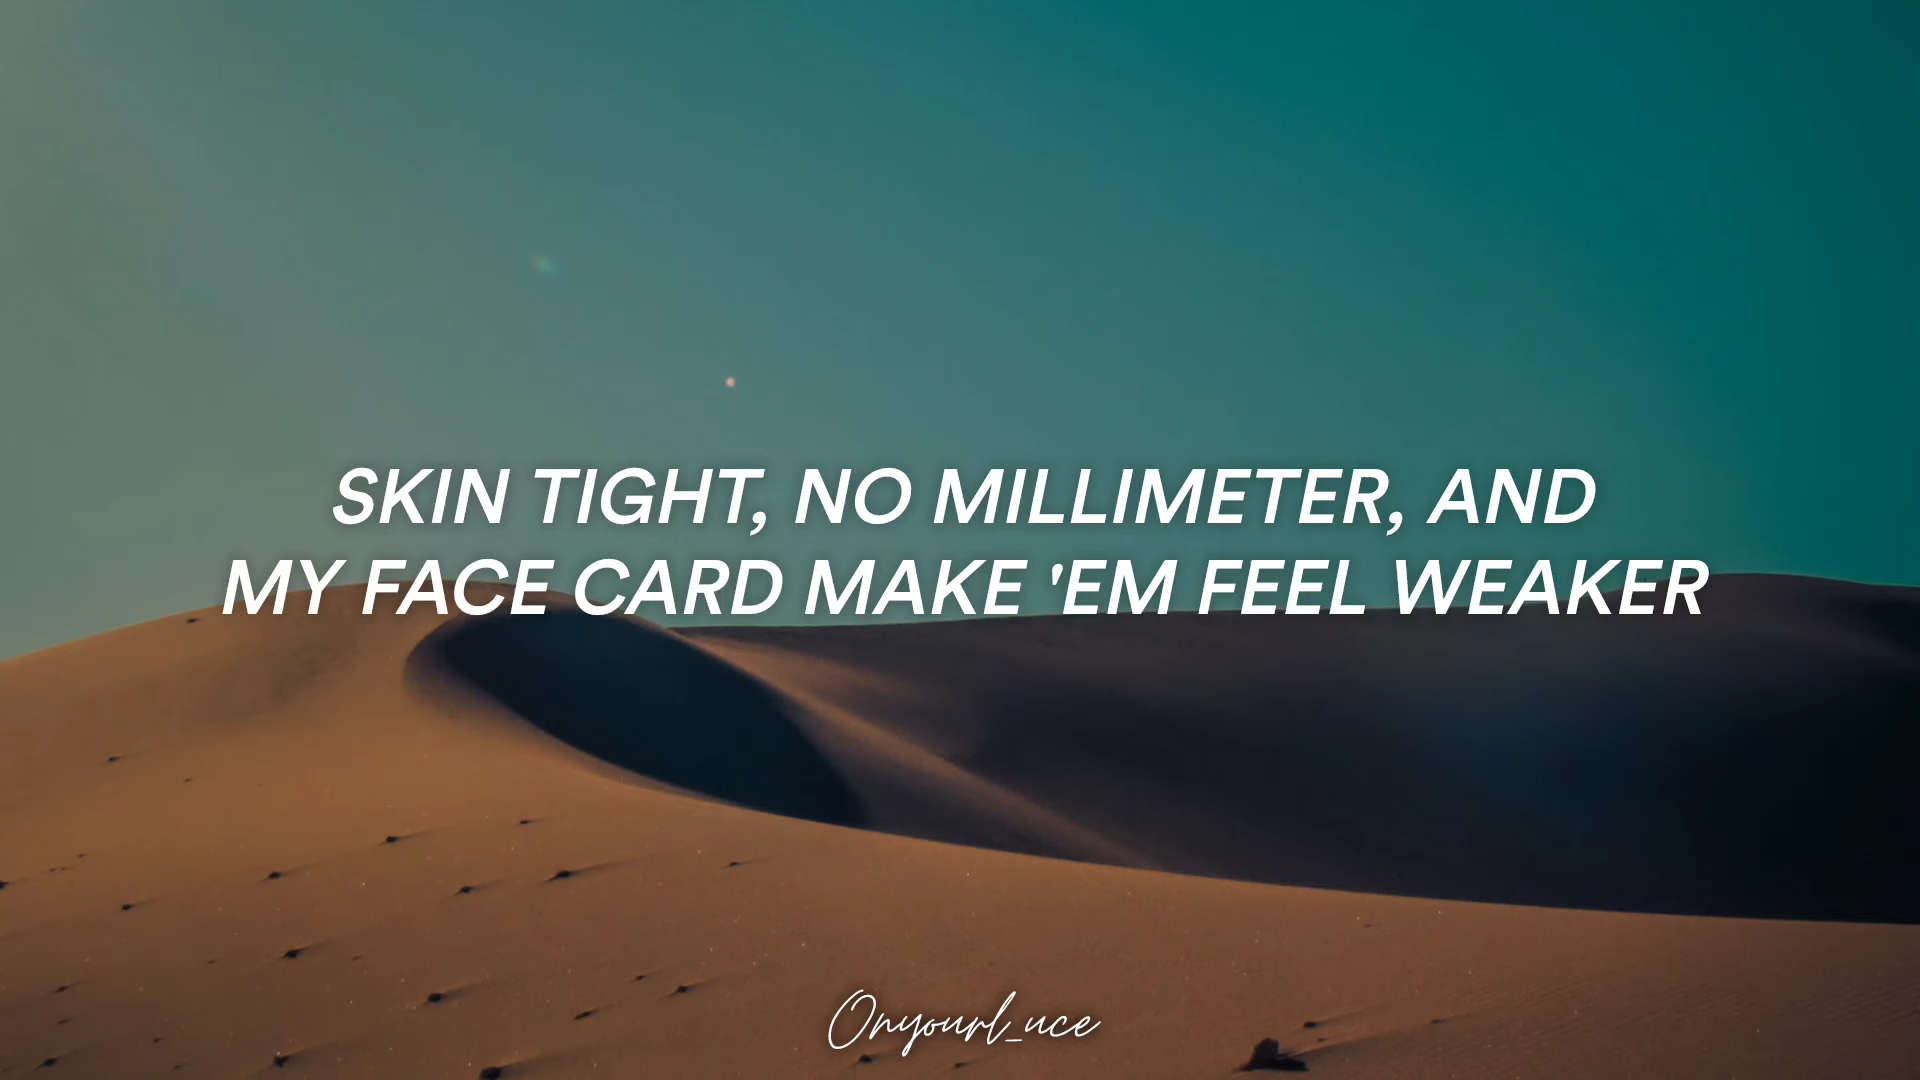 SKIN TIGHT, NO MILLIMETER, AND
MY FACE CARD MAKE 'EM FEEL WEAKER
Onyourl_uce